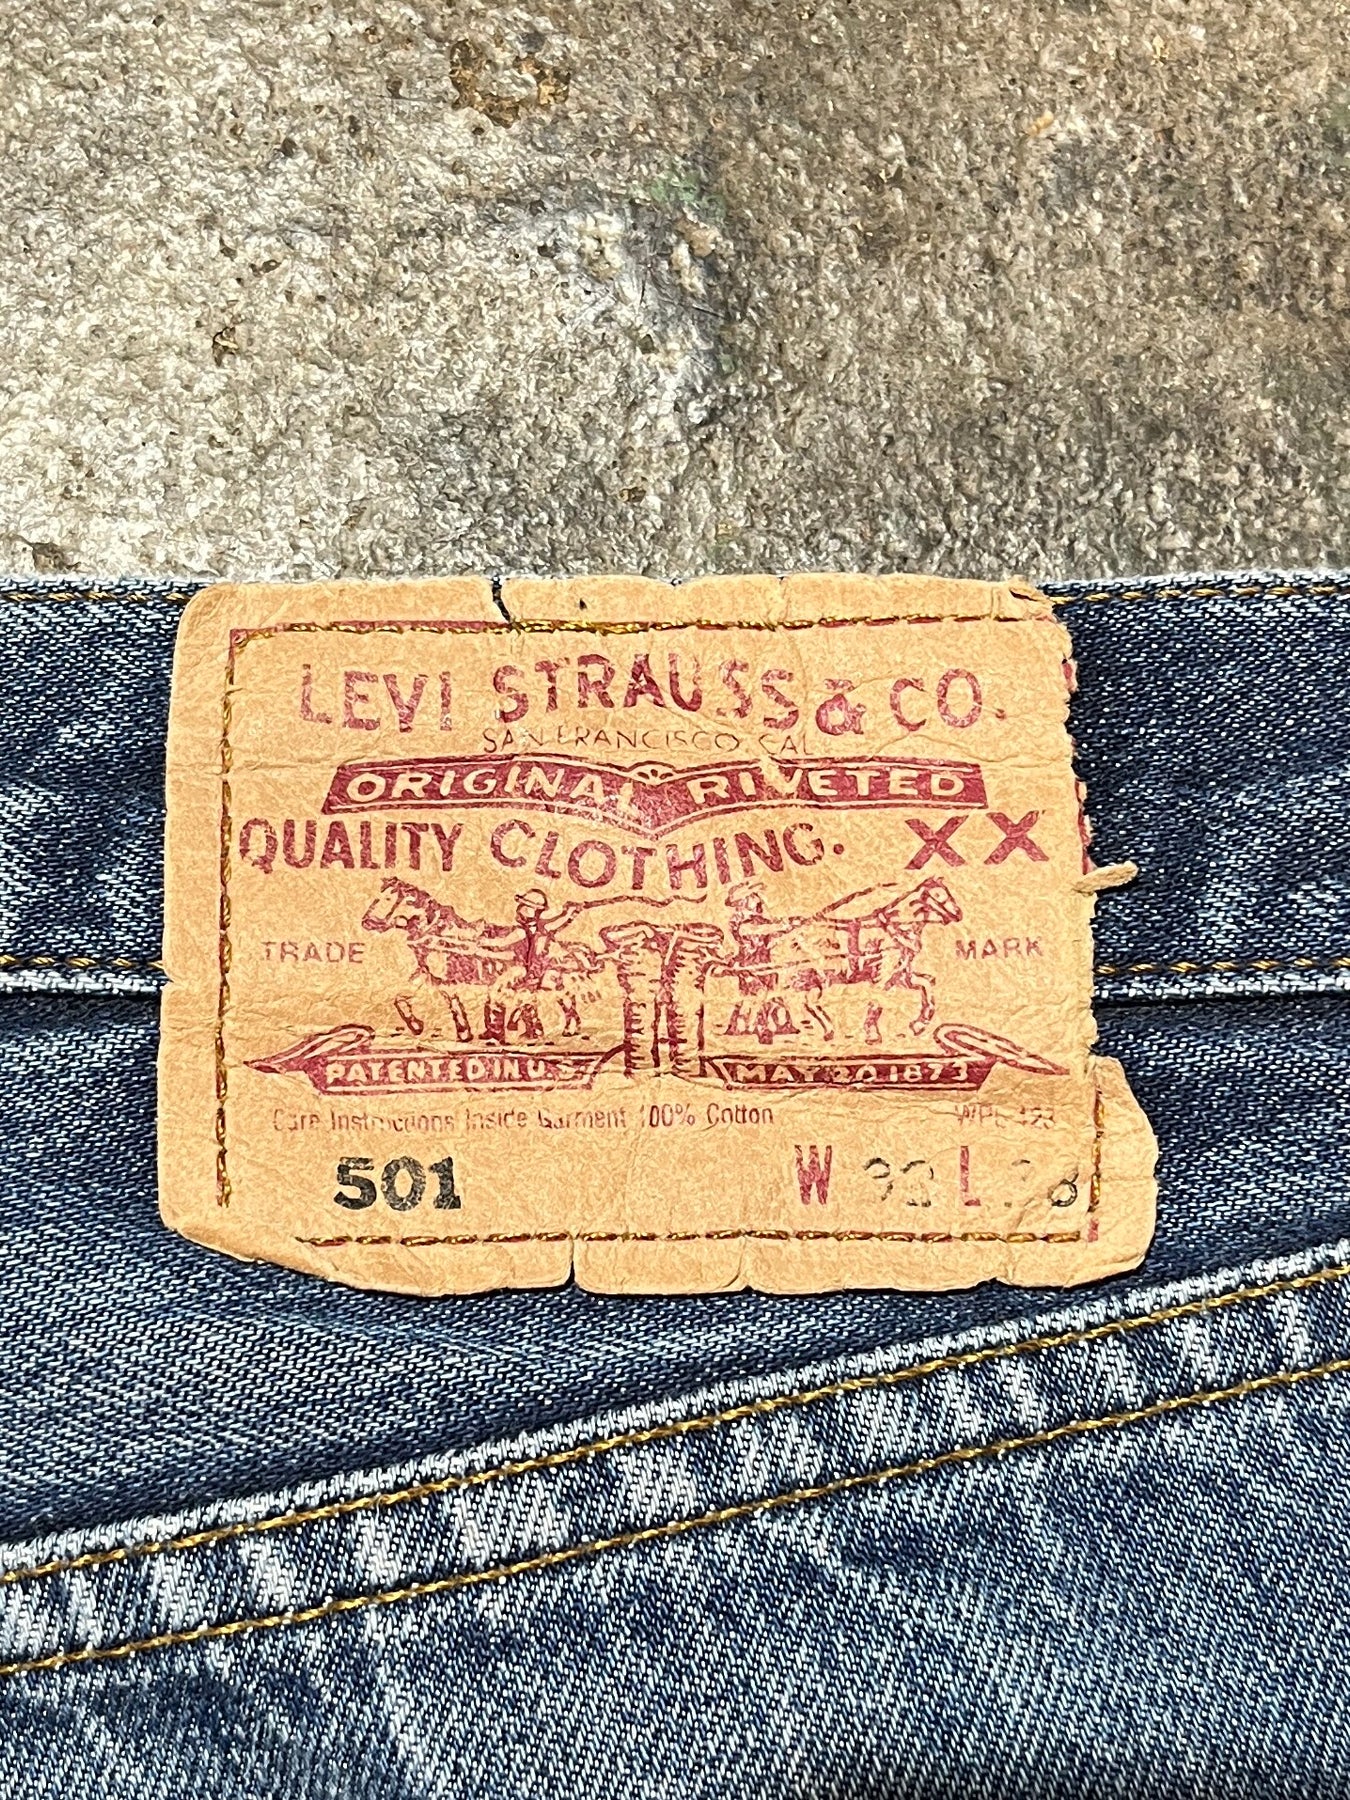 LEVI STRAUSS & CO.
SAN FRANCISCO CAL
ORIGINAL RIVETED
QUALITY CLOTHING. XX
TRADE MARK
PATENTED IN U.S. MAY 20 1873
Care Instructions Inside Garment 100% Cotton
501 W L